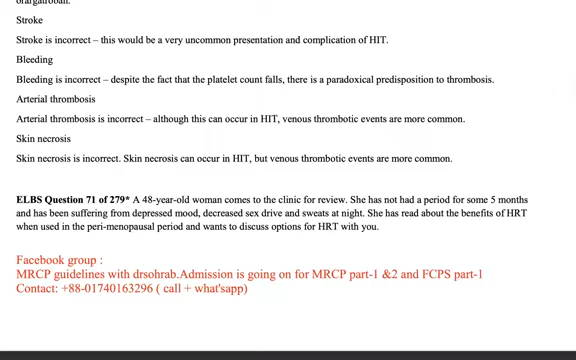 orargatroban.
Stroke
Stroke is incorrect – this would be a very uncommon presentation and complication of HIT.
Bleeding
Bleeding is incorrect – despite the fact that the platelet count falls, there is a paradoxical predisposition to thrombosis.
Arterial thrombosis
Arterial thrombosis is incorrect – although this can occur in HIT, venous thrombotic events are more common.
Skin necrosis
Skin necrosis is incorrect. Skin necrosis can occur in HIT, but venous thrombotic events are more common.
ELBS Question 71 of 279* A 48-year-old woman comes to the clinic for review. She has not had a period for some 5 months
and has been suffering from depressed mood, decreased sex drive and sweats at night. She has read about the benefits of HRT
when used in the peri-menopausal period and wants to discuss options for HRT with you.
Facebook group :
MRCP guidelines with drsohrab.Admission is going on for MRCP part-1 &2 and FCPS part-1
Contact: +88-01740163296 ( call + what'sapp)